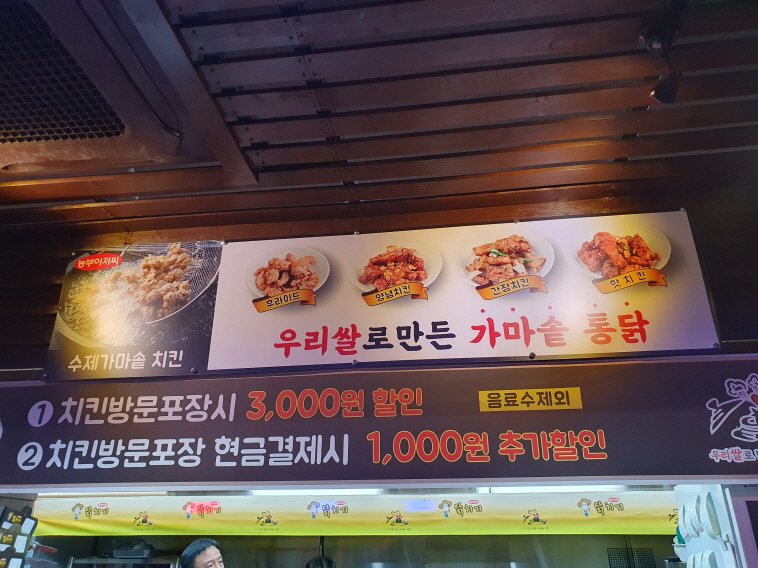 농부아저씨
수제가마솥 치킨
후라이드
양념치킨
간장치킨
핫치킨
우리쌀로만든 가마솥 통닭
① 치킨방문포장시 3,000원 할인
음료수제외
② 치킨방문포장 현금결제시 1,000원 추가할인
우리쌀로